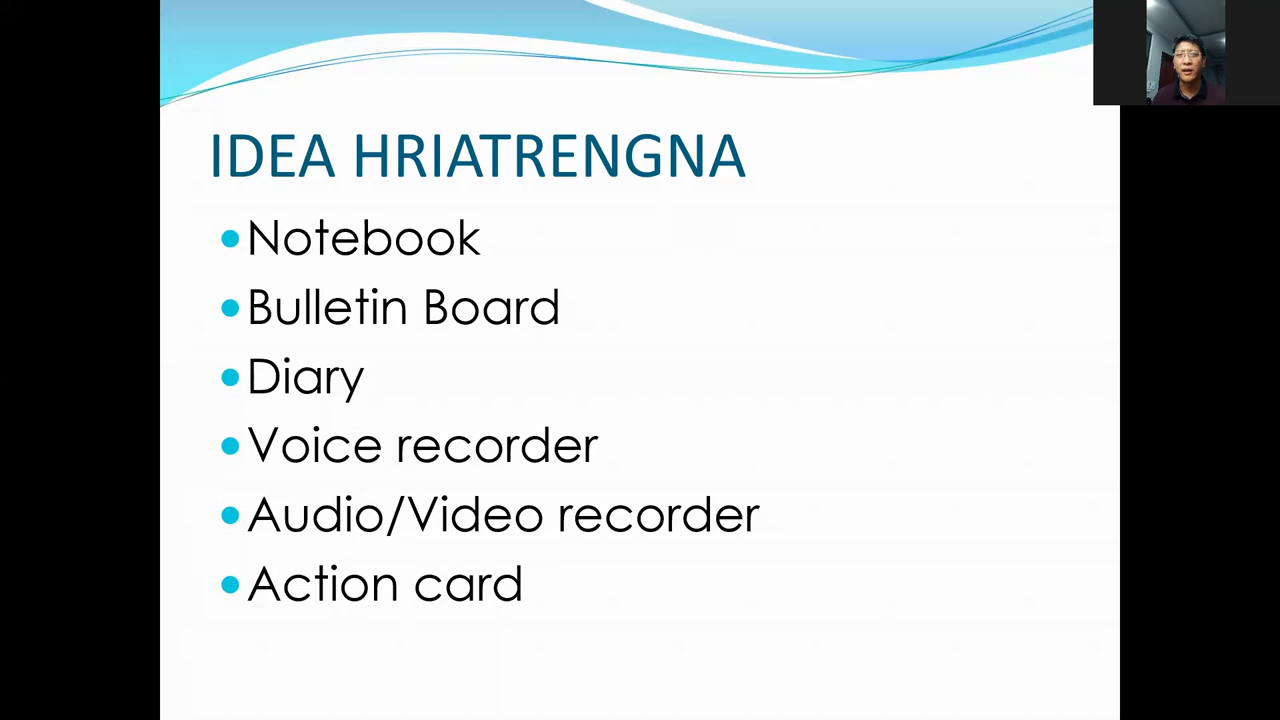 IDEA HRIATRENGNA
•Notebook
•Bulletin Board
•Diary
•Voice recorder
•Audio/Video recorder
•Action card